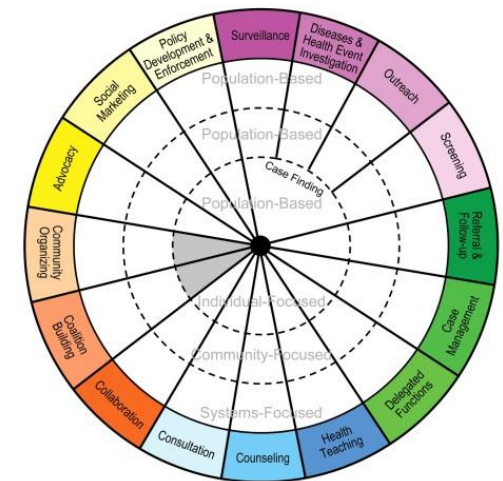 Surveillance
Diseases &
Health Event
Investigation
Outreach
Screening
Referral &
Follow-up
Case
Management
Delegated
Functions
Health
Teaching
Counseling
Consultation
Collaboration
Coalition
Building
Community
Organizing
Advocacy
Social
Marketing
Policy
Development &
Enforcement
Population-Based
Population-Based
Case Finding
Population-Based
Individual-Focused
Community-Focused
Systems-Focused